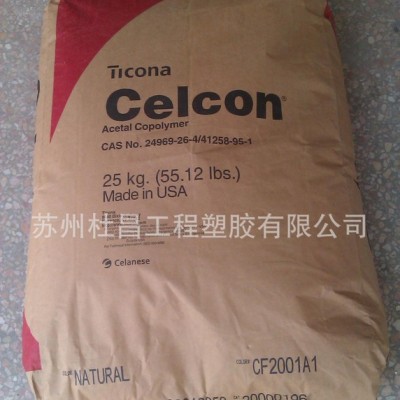 Ticona
Celcon®
Acetal Copolymer
CAS No. 24969-26-4/41258-95-1
25 kg. (55.12 lbs.)
Made in USA
苏州杜昌工程塑胶有限公司
Celanese
NATURAL
CF2001A1